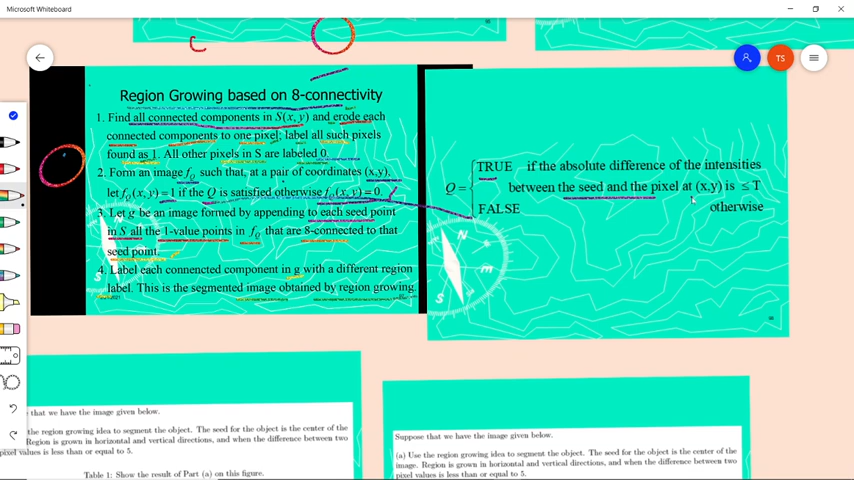 Microsoft Whiteboard
TS
Region Growing based on 8-connectivity
1. Find all connected components in S(x, y) and erode each
connected components to one pixel; label all such pixels
found as 1. All other pixels in S are labeled 0.
2. Form an image f_Q such that, at a pair of coordinates (x,y),
let f_Q(x, y) = 1 if the Q is satisfied otherwise f_Q(x, y) = 0.
3. Let g be an image formed by appending to each seed point
in S all the 1-value points in f_Q that are 8-connected to that
seed point.
4. Label each connencted component in g with a different region
label. This is the segmented image obtained by region growing.
2021
TRUE if the absolute difference of the intensities
Q = between the seed and the pixel at (x,y) is ≤ T
FALSE otherwise
N
S
m
N
S
that we have the image given below.
the region growing idea to segment the object. The seed for the object is the center of the
Region is grown in horizontal and vertical directions, and when the difference between two
pixel values is less than or equal to 5.
Table 1: Show the result of Part (a) on this figure.
Suppose that we have the image given below.
(a) Use the region growing idea to segment the object. The seed for the object is the center of the
image. Region is grown in horizontal and vertical directions, and when the difference between two
pixel values is less than or equal to 5.